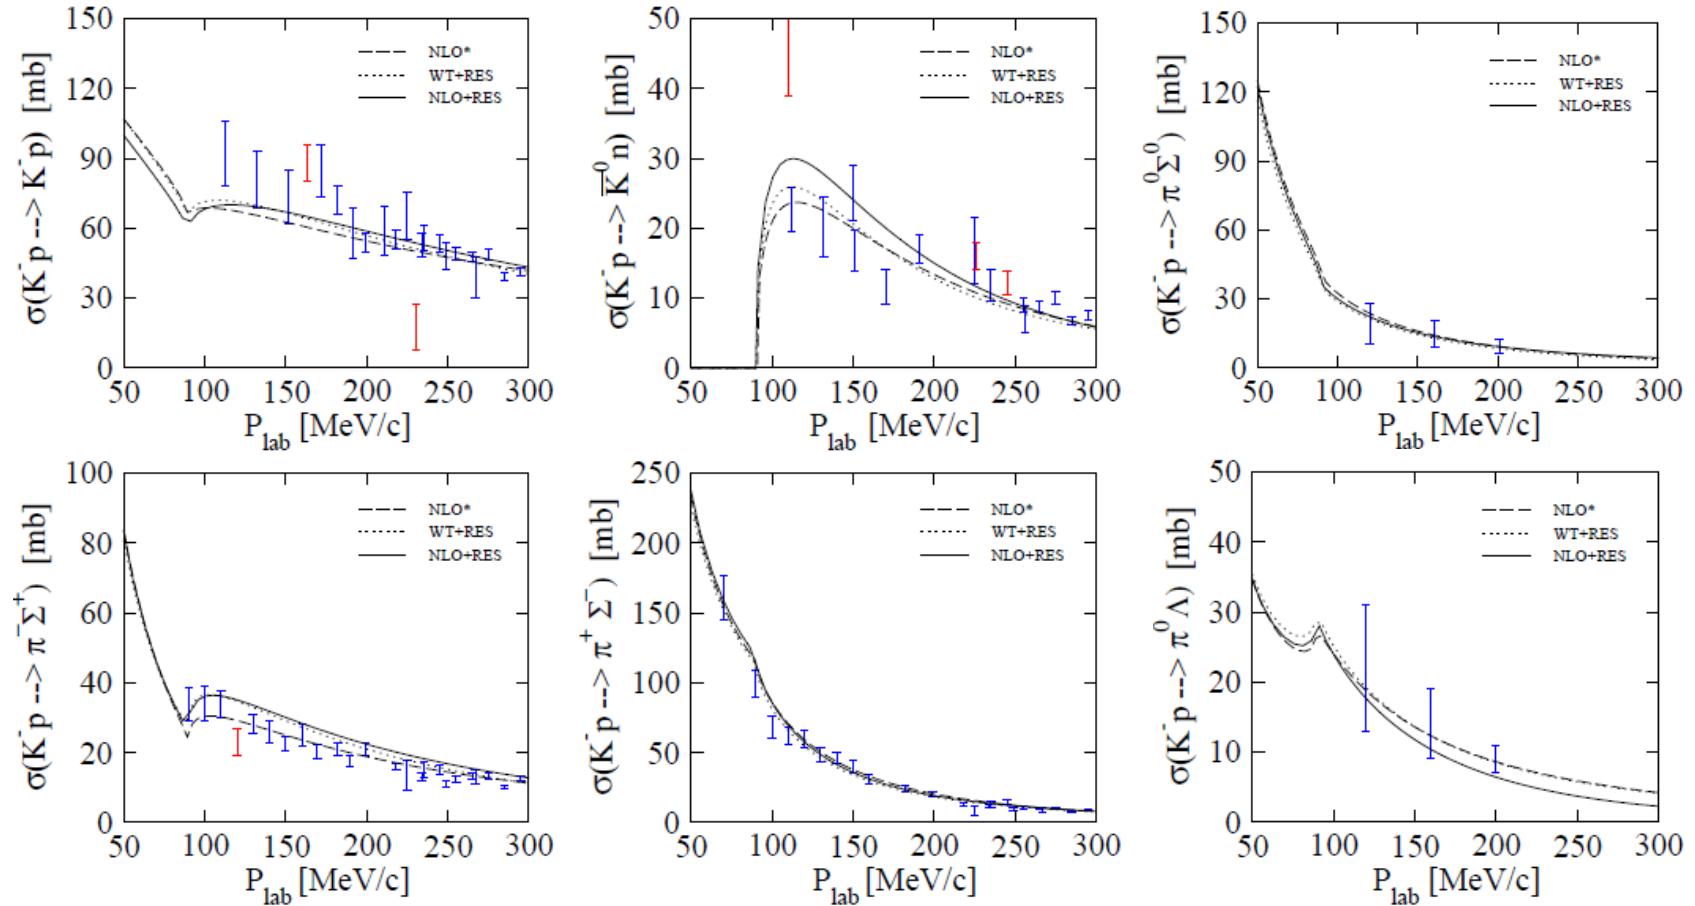 σ(K⁻p --> K⁻p) [mb]
150
120
90
60
30
0
NLO*
WT+RES
NLO+RES
50 100 150 200 250 300
P_lab [MeV/c]
σ(K⁻p --> K̅⁰n) [mb]
50
40
30
20
10
0
NLO*
WT+RES
NLO+RES
50 100 150 200 250 300
P_lab [MeV/c]
σ(K⁻p --> π⁰Σ⁰) [mb]
150
120
90
60
30
0
NLO*
WT+RES
NLO+RES
50 100 150 200 250 300
P_lab [MeV/c]
σ(K⁻p --> π⁻Σ⁺) [mb]
100
80
60
40
20
0
NLO*
WT+RES
NLO+RES
50 100 150 200 250 300
P_lab [MeV/c]
σ(K⁻p --> π⁺ Σ⁻) [mb]
250
200
150
100
50
0
NLO*
WT+RES
NLO+RES
50 100 150 200 250 300
P_lab [MeV/c]
σ(K⁻p --> π⁰ Λ) [mb]
50
40
30
20
10
0
NLO*
WT+RES
NLO+RES
50 100 150 200 250 300
P_lab [MeV/c]